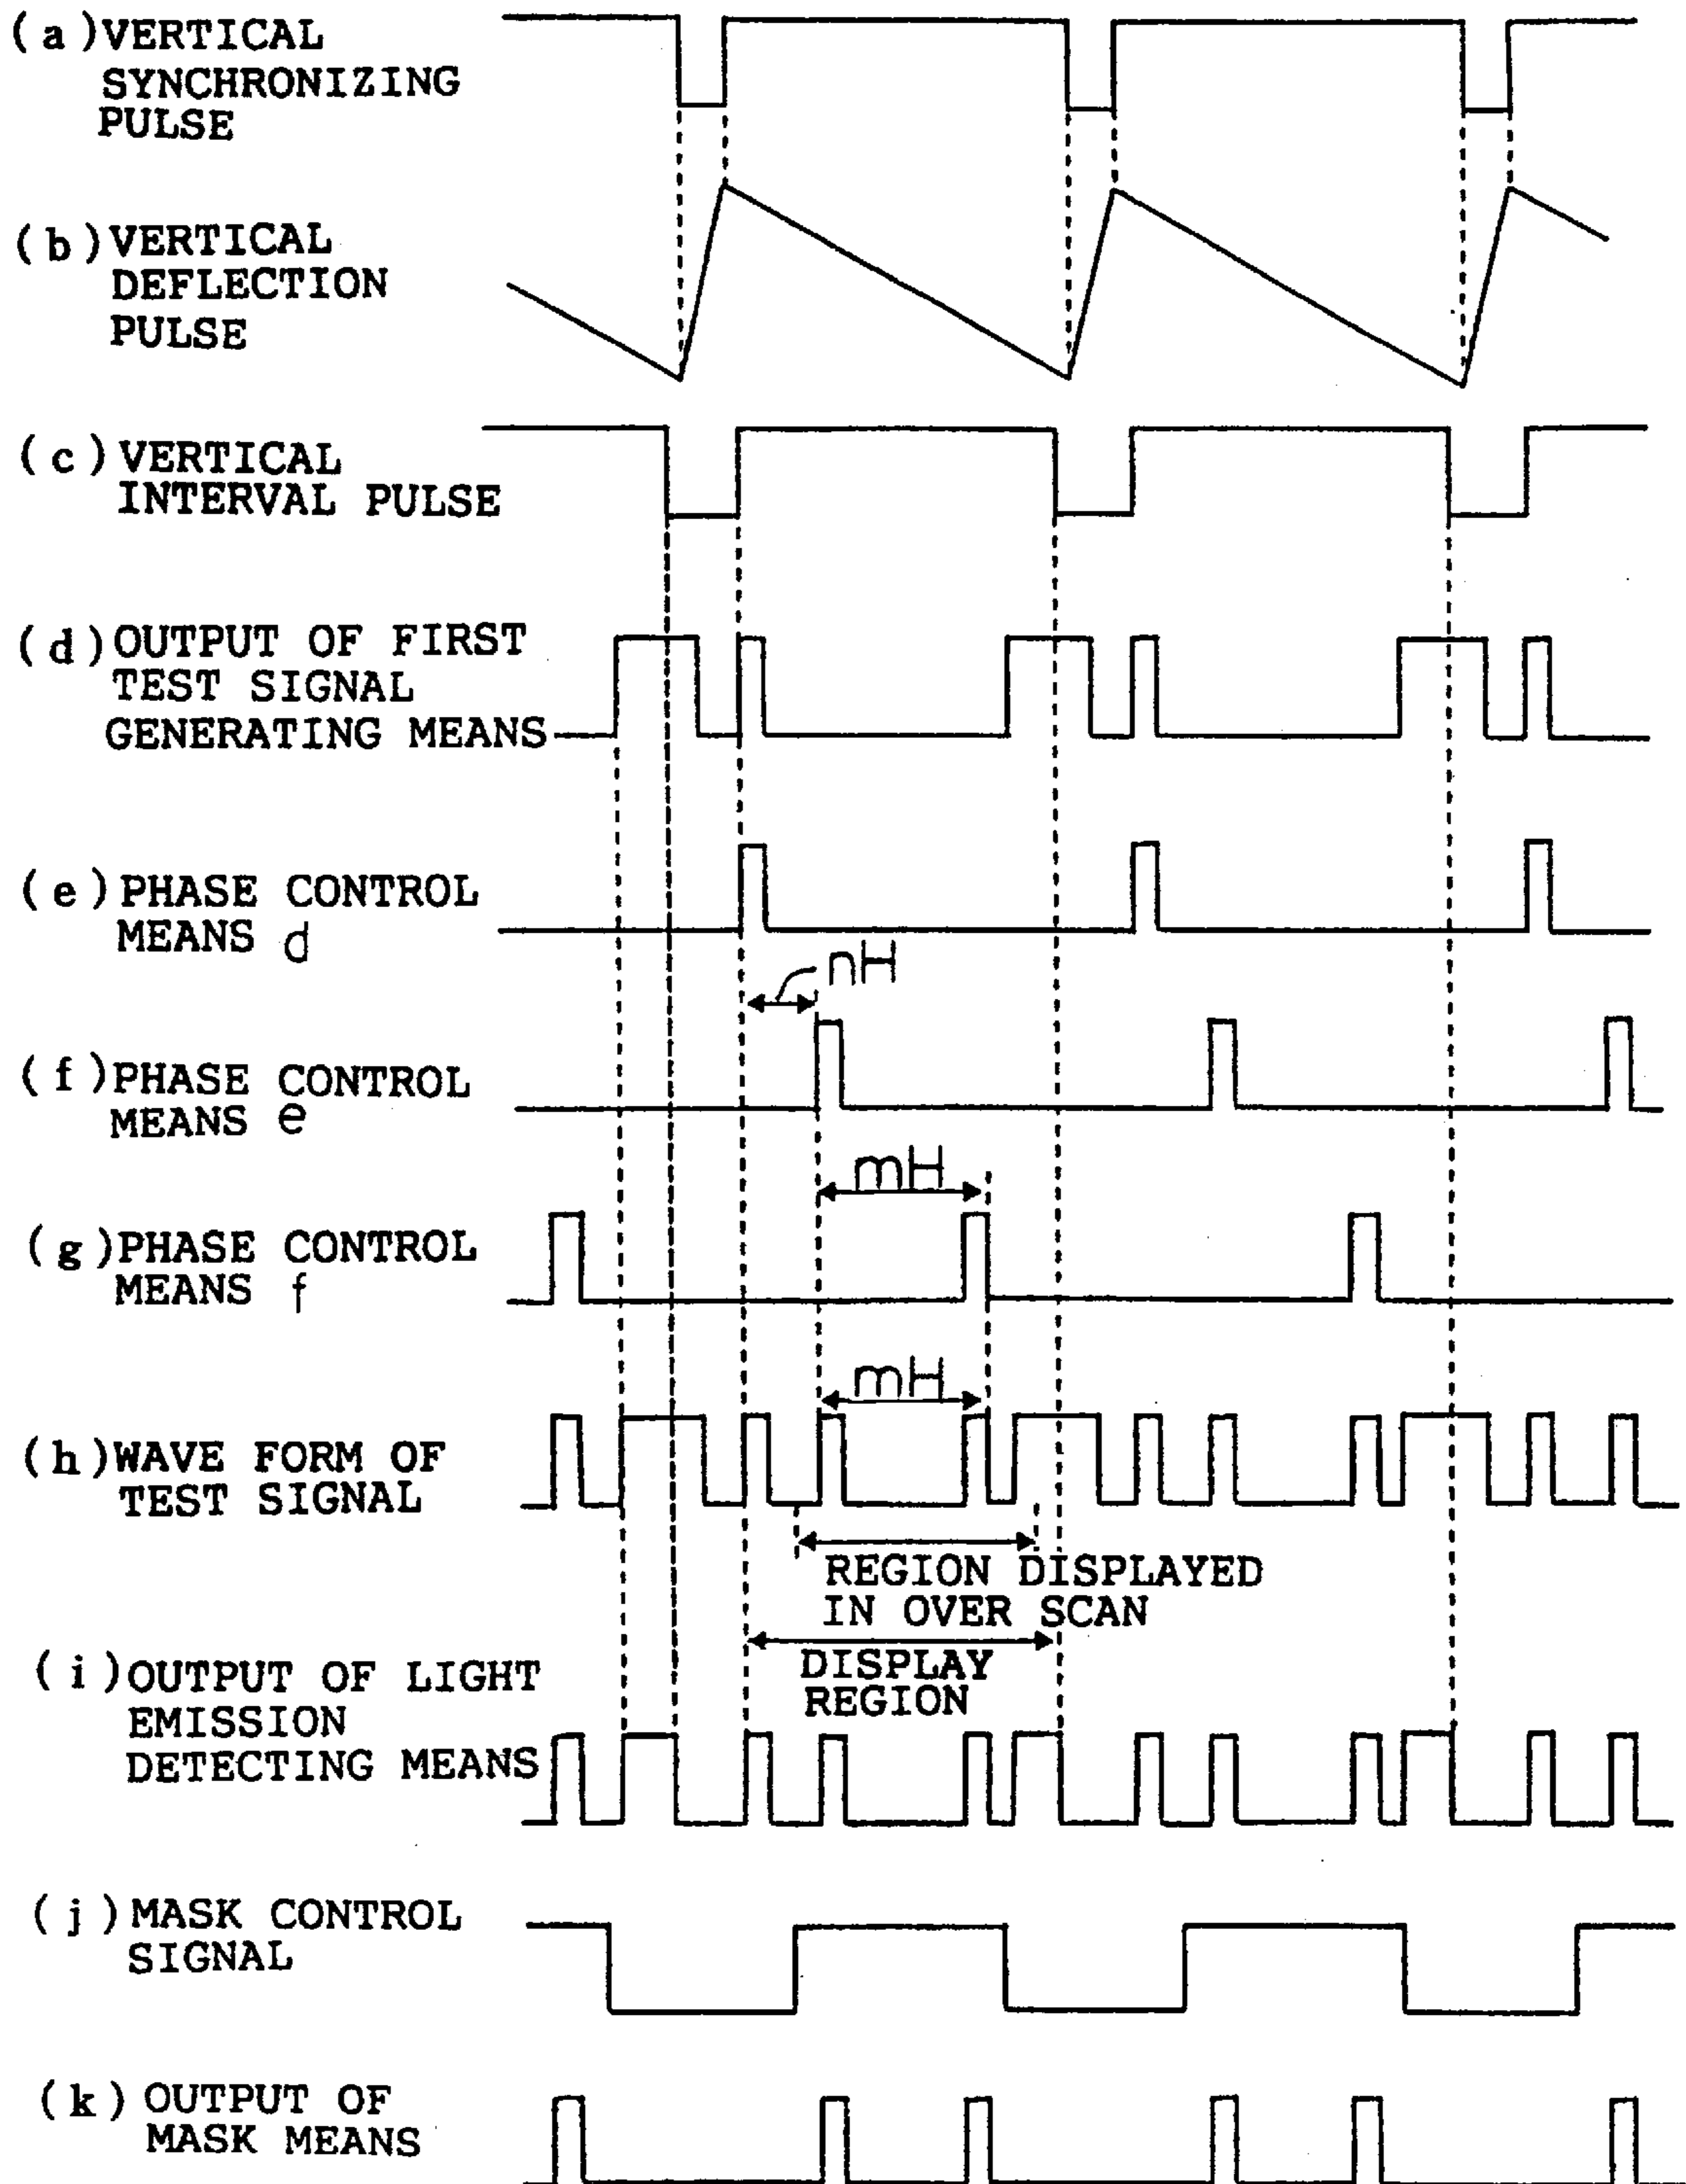 (a) VERTICAL
SYNCHRONIZING
PULSE
(b) VERTICAL
DEFLECTION
PULSE
(c) VERTICAL
INTERVAL PULSE
(d) OUTPUT OF FIRST
TEST SIGNAL
GENERATING MEANS
(e) PHASE CONTROL
MEANS d
nH
(f) PHASE CONTROL
MEANS e
mH
(g) PHASE CONTROL
MEANS f
mH
(h) WAVE FORM OF
TEST SIGNAL
REGION DISPLAYED
IN OVER SCAN
DISPLAY
REGION
(i) OUTPUT OF LIGHT
EMISSION
DETECTING MEANS
(j) MASK CONTROL
SIGNAL
(k) OUTPUT OF
MASK MEANS